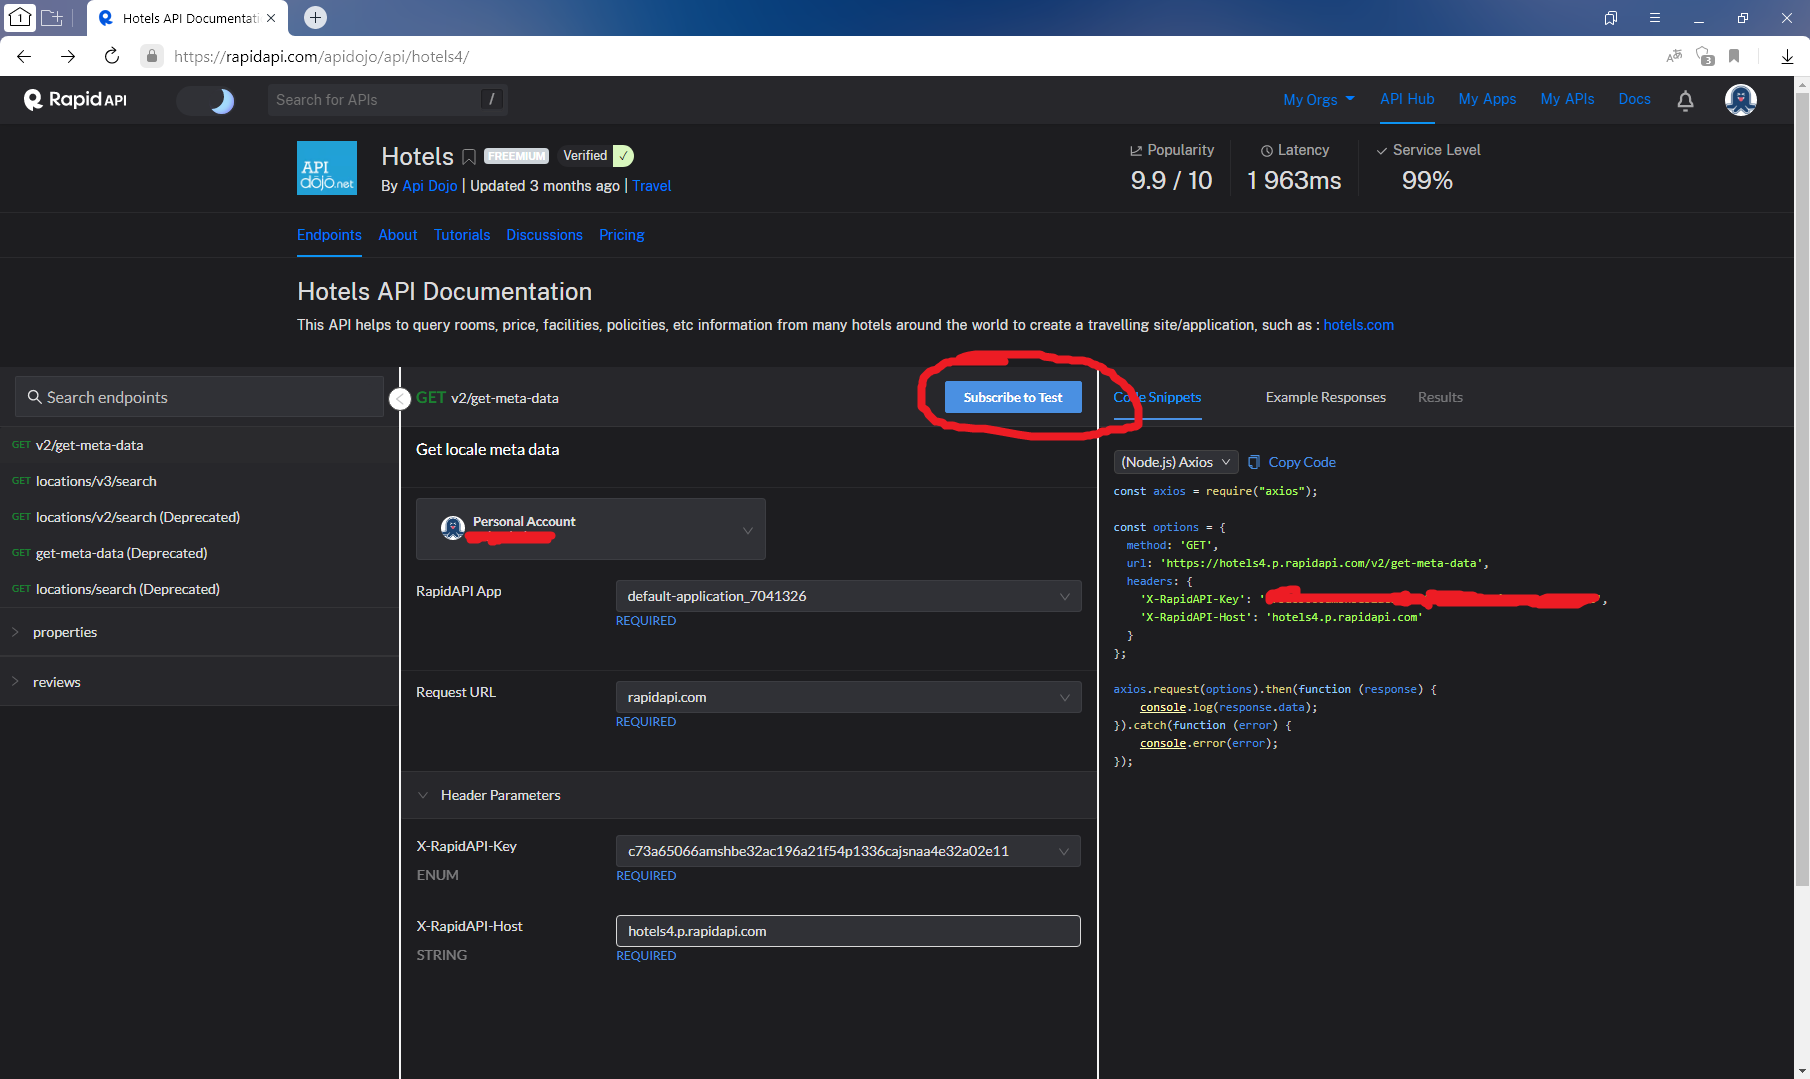 1
Hotels API Documentati
https://rapidapi.com/apidojo/api/hotels4/
3
Rapid API
Search for APIs
/
My Orgs
API Hub
My Apps
My APIs
Docs
API
dōjō.net
Hotels
FREEMIUM
Verified
By Api Dojo | Updated 3 months ago | Travel
Popularity
9.9 / 10
Latency
1 963ms
Service Level
99%
Endpoints
About
Tutorials
Discussions
Pricing
Hotels API Documentation
This API helps to query rooms, price, facilities, policities, etc information from many hotels around the world to create a travelling site/application, such as : hotels.com
Search endpoints
GET v2/get-meta-data
GET locations/v3/search
GET locations/v2/search (Deprecated)
GET get-meta-data (Deprecated)
GET locations/search (Deprecated)
properties
reviews
GET v2/get-meta-data
Subscribe to Test
Get locale meta data
Personal Account
RapidAPI App
default-application_7041326
REQUIRED
Request URL
rapidapi.com
REQUIRED
Header Parameters
X-RapidAPI-Key
ENUM
c73a65066amshbe32ac196a21f54p1336cajsnaa4e32a02e11
REQUIRED
X-RapidAPI-Host
STRING
hotels4.p.rapidapi.com
REQUIRED
Code Snippets
Example Responses
Results
(Node.js) Axios
Copy Code
const axios = require("axios");
const options = {
method: 'GET',
url: 'https://hotels4.p.rapidapi.com/v2/get-meta-data',
headers: {
'X-RapidAPI-Key': '
',
'X-RapidAPI-Host': 'hotels4.p.rapidapi.com'
}
};
axios.request(options).then(function (response) {
console.log(response.data);
}).catch(function (error) {
console.error(error);
});